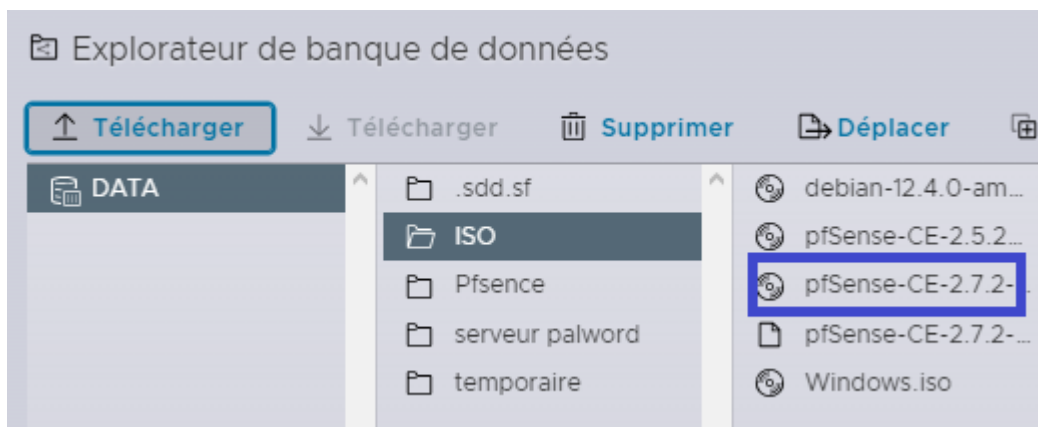 Explorateur de banque de données
Télécharger Télécharger Supprimer Déplacer
DATA .sdd.sf debian-12.4.0-am...
ISO pfSense-CE-2.5.2...
Pfsence pfSense-CE-2.7.2-...
serveur palword pfSense-CE-2.7.2-...
temporaire Windows.iso